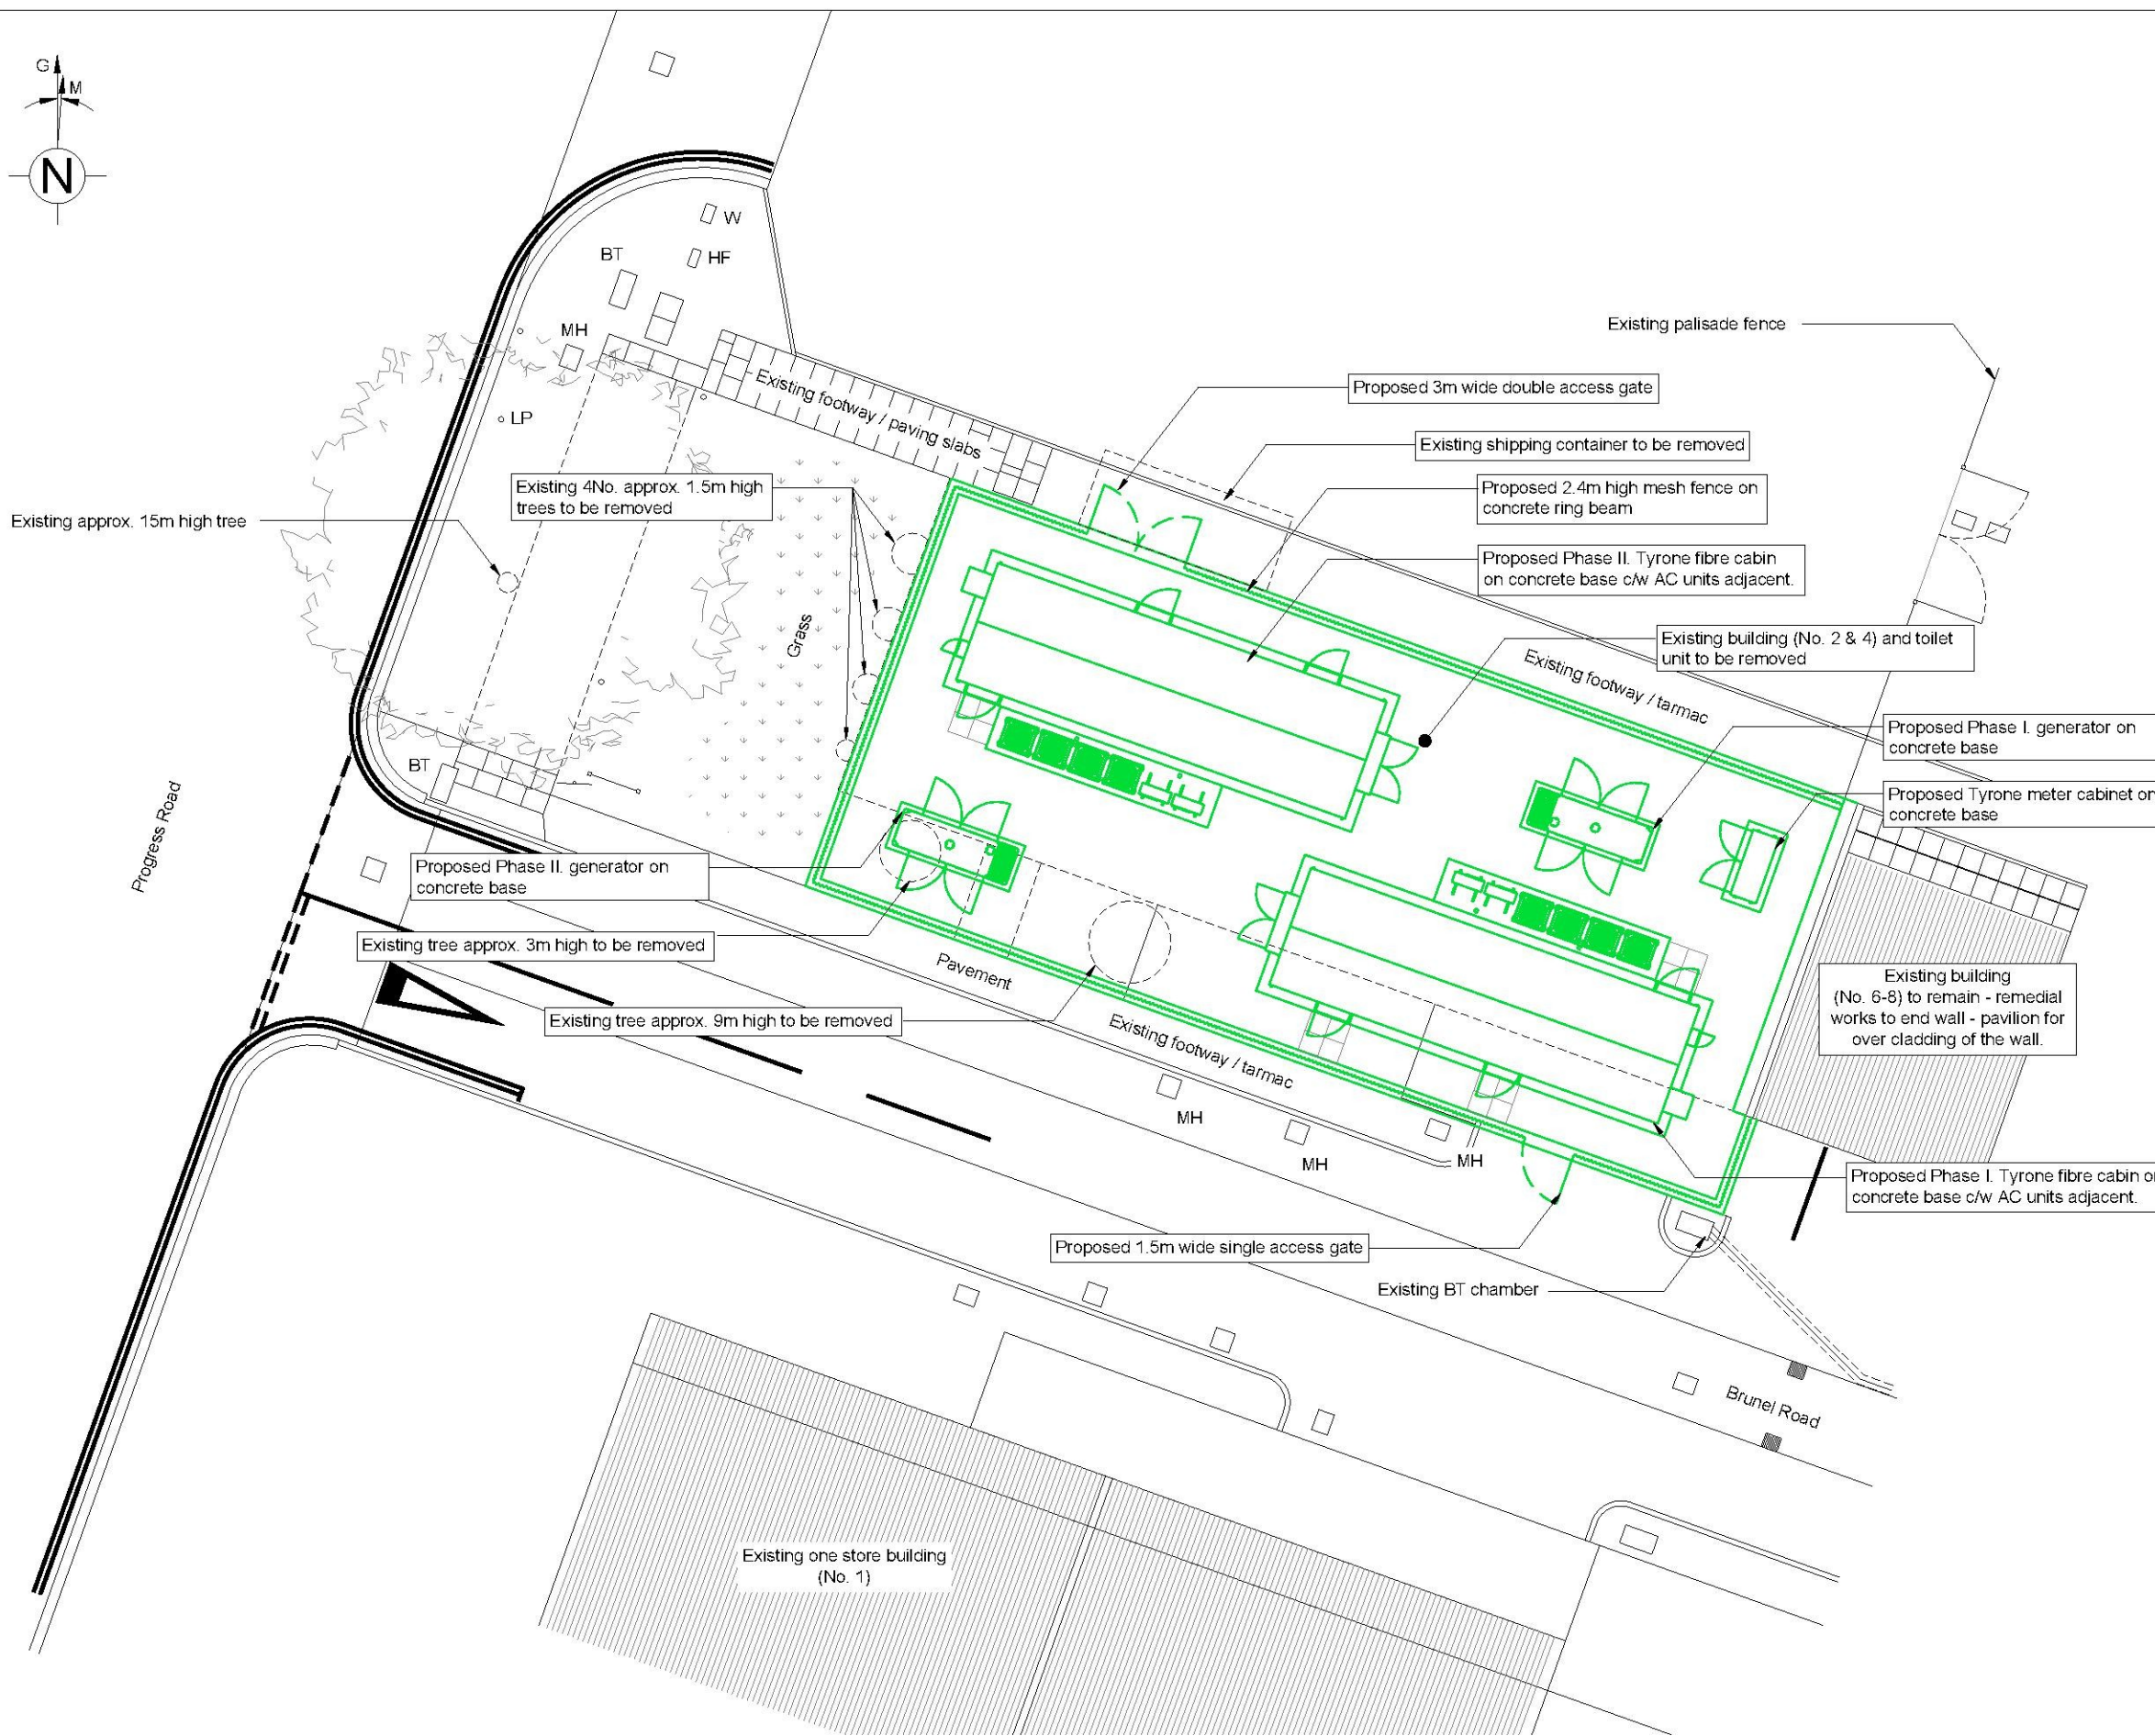 G
M
N
W
HF
BT
MH
LP
Existing footway / paving slabs
Existing palisade fence
Proposed 3m wide double access gate
Existing shipping container to be removed
Existing 4No. approx. 1.5m high
trees to be removed
Proposed 2.4m high mesh fence on
concrete ring beam
Existing approx. 15m high tree
Proposed Phase II. Tyrone fibre cabin
on concrete base c/w AC units adjacent.
Grass
Existing building (No. 2 & 4) and toilet
unit to be removed
Existing footway / tarmac
Proposed Phase I. generator on
concrete base
BT
Proposed Tyrone meter cabinet on
concrete base
Progress Road
Proposed Phase II. generator on
concrete base
Existing tree approx. 3m high to be removed
Pavement
Existing building
(No. 6-8) to remain - remedial
works to end wall - pavilion for
over cladding of the wall.
Existing tree approx. 9m high to be removed
Existing footway / tarmac
MH
MH
MH
Proposed Phase I. Tyrone fibre cabin
concrete base c/w AC units adjacent.
Proposed 1.5m wide single access gate
Existing BT chamber
Brunel Road
Existing one store building
(No. 1)